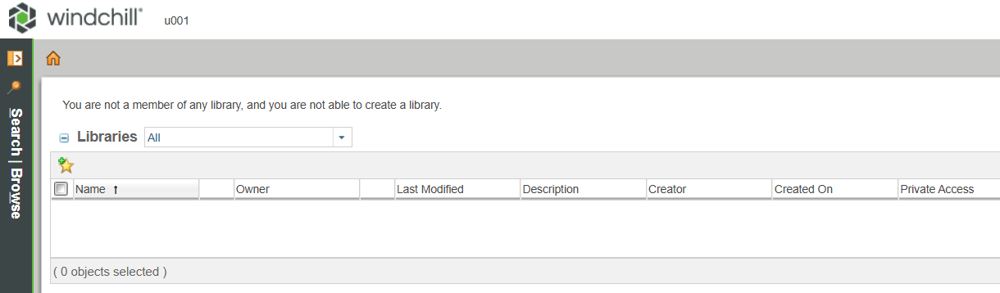 windchill® u001
You are not a member of any library, and you are not able to create a library.
Libraries All
Name ↑ Owner Last Modified Description Creator Created On Private Access
( 0 objects selected )
Search | Browse